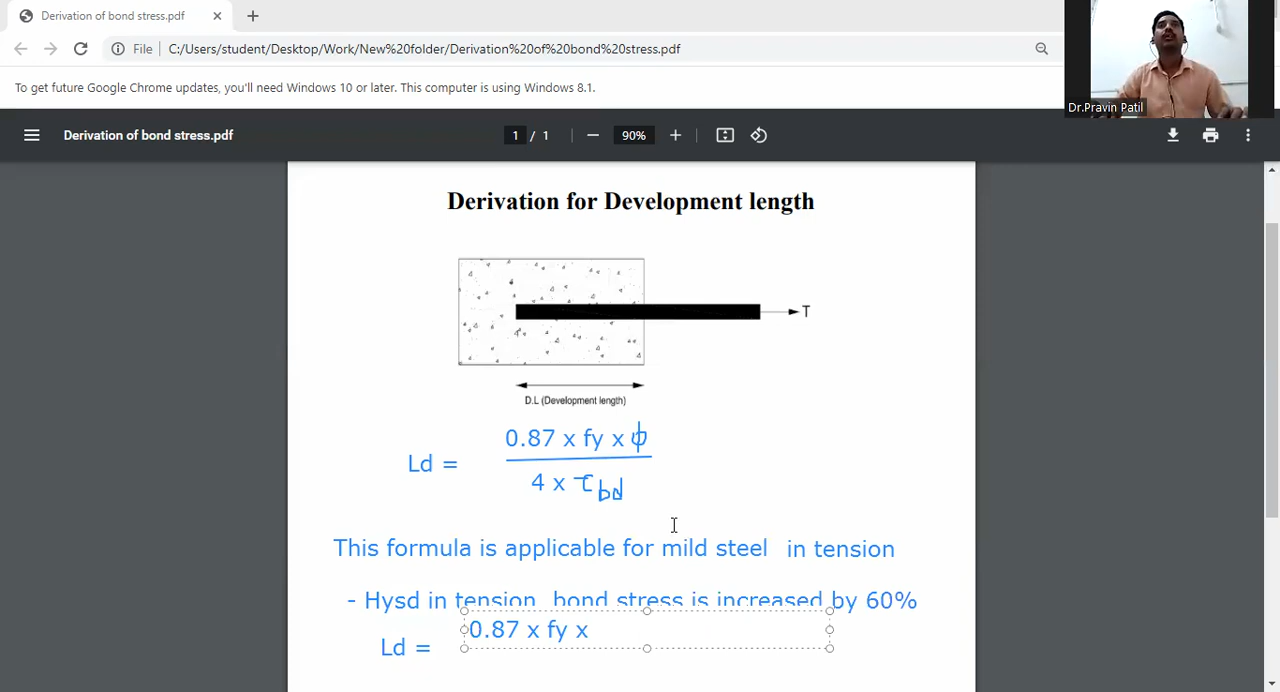 Derivation of bond stress.pdf
File C:/Users/student/Desktop/Work/New%20folder/Derivation%20of%20bond%20stress.pdf
Dr.Pravin Patil
To get future Google Chrome updates, you'll need Windows 10 or later. This computer is using Windows 8.1.
Derivation of bond stress.pdf 1 / 1 90%
Derivation for Development length
T
D.L (Development length)
0.87 x fy x ф
Ld =
4 x τbd
This formula is applicable for mild steel in tension
- Hysd in tension bond stress is increased by 60%
0.87 x fy x
Ld =